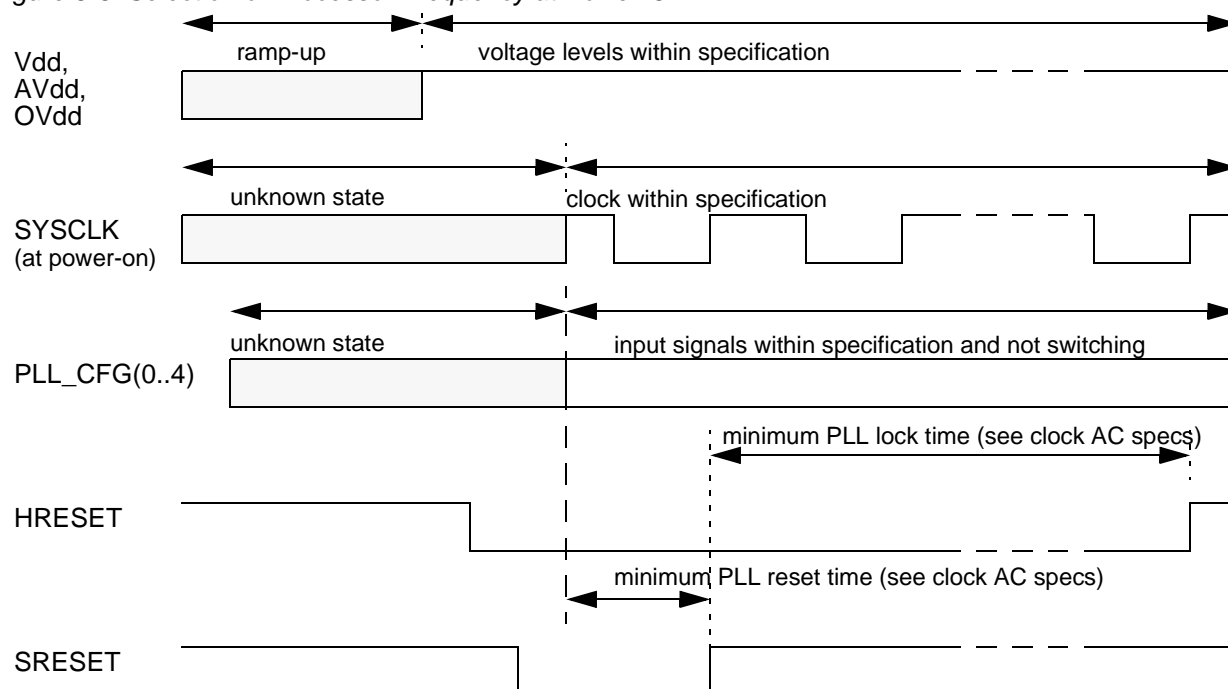 ramp-up
voltage levels within specification
Vdd,
AVdd,
OVdd
unknown state
clock within specification
SYSCLK
(at power-on)
unknown state
input signals within specification and not switching
PLL_CFG(0..4)
minimum PLL lock time (see clock AC specs)
HRESET
minimum PLL reset time (see clock AC specs)
SRESET